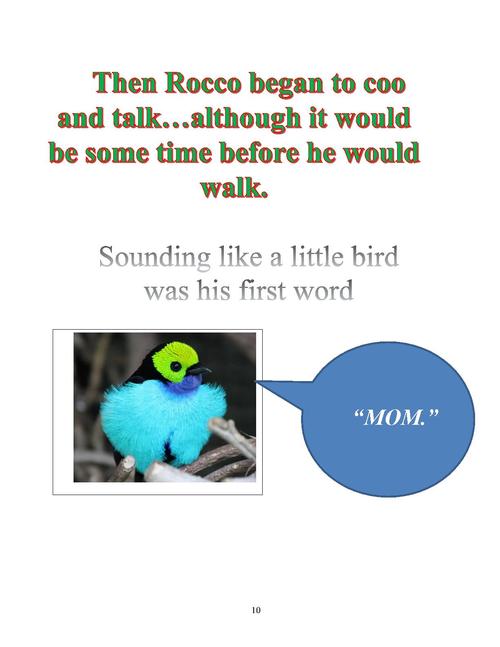 Then Rocco began to coo
and talk…although it would
be some time before he would
walk.
Sounding like a little bird
was his first word
“MOM.”
10